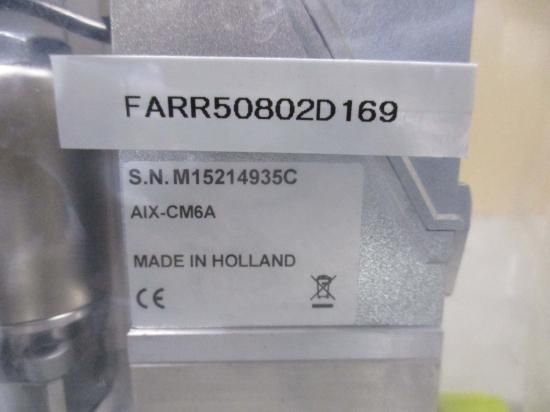 FARR50802D169
S.N. M15214935C
AIX-CM6A
MADE IN HOLLAND
CE